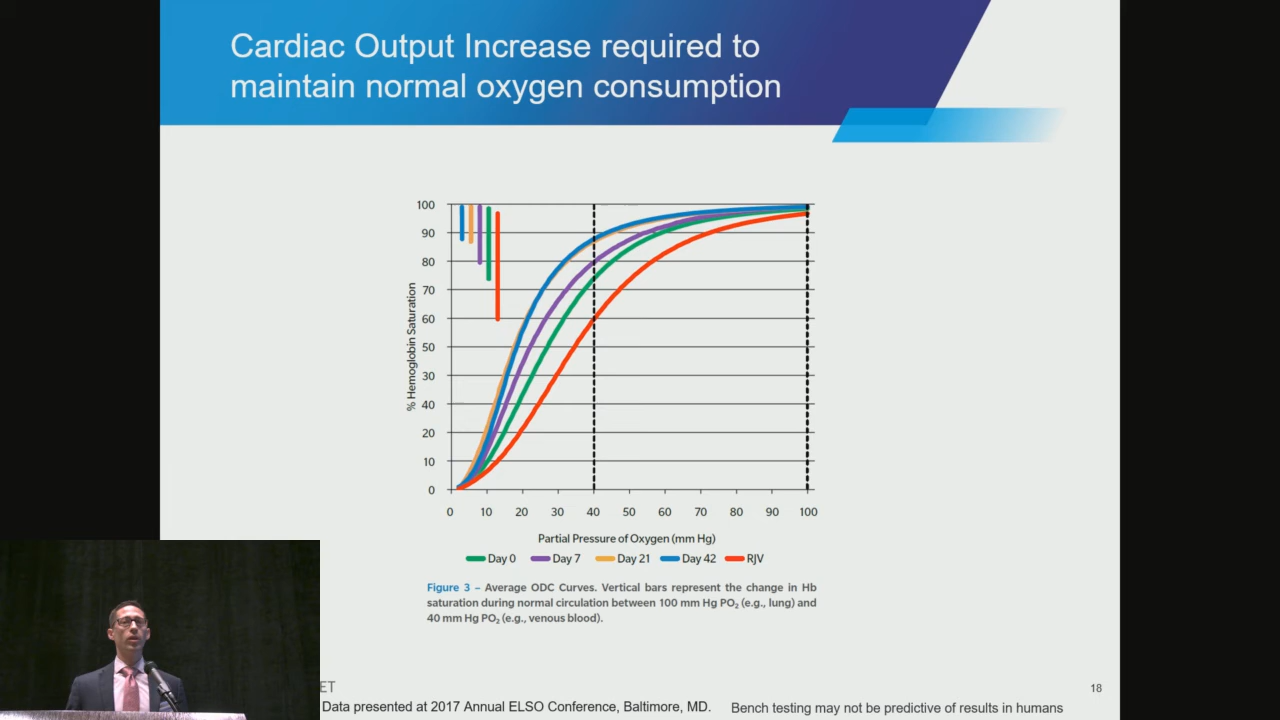 Cardiac Output Increase required to
maintain normal oxygen consumption
% Hemoglobin Saturation
100
90
80
70
60
50
30
40
20
10
0
0 10 20 30 40 50 60 70 80 90 100
Partial Pressure of Oxygen (mm Hg)
Day 0 Day 7 Day 21 Day 42 RJV
Figure 3 – Average ODC Curves. Vertical bars represent the change in Hb
saturation during normal circulation between 100 mm Hg PO₂ (e.g., lung) and
40 mm Hg PO₂ (e.g., venous blood).
ET
18
Data presented at 2017 Annual ELSO Conference, Baltimore, MD. Bench testing may not be predictive of results in humans